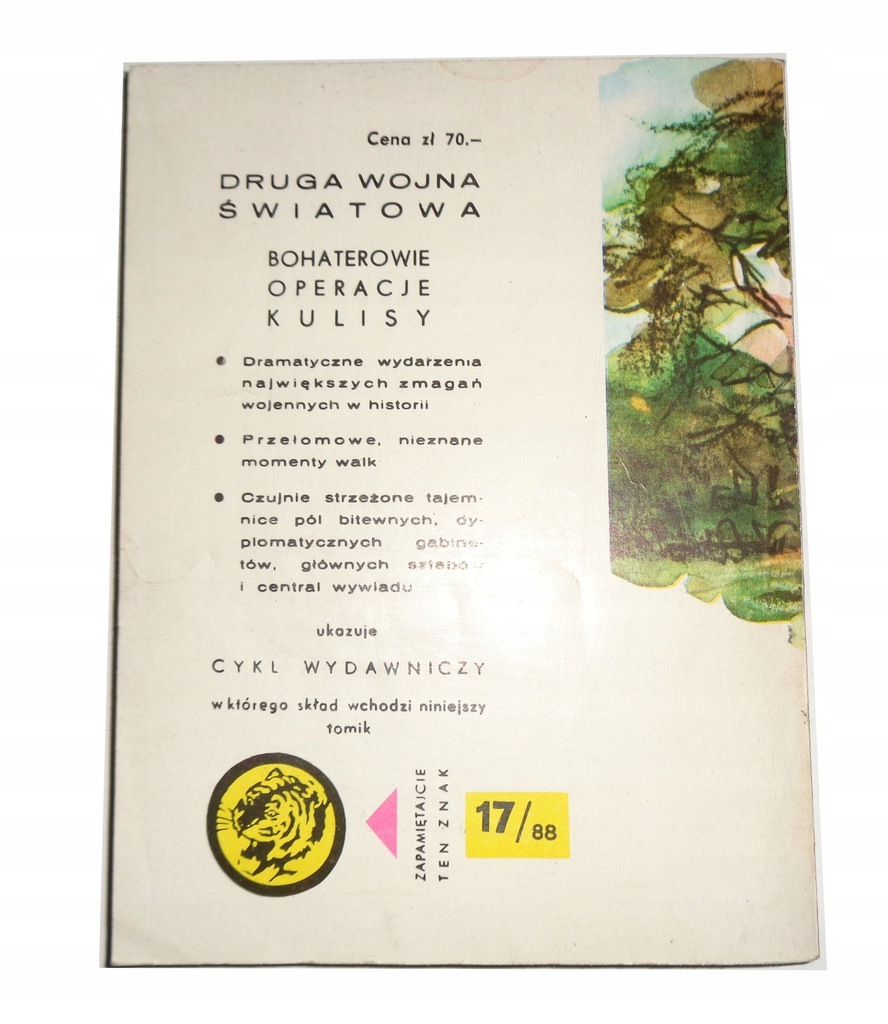 Cena zł 70.—
DRUGA WOJNA
ŚWIATOWA
BOHATEROWIE
OPERACJE
KULISY
● Dramatyczne wydarzenia
największych zmagań
wojennych w historii
● Przełomowe, nieznane
momenty walk
● Czujnie strzeżone tajem-
nice pól bitewnych, dy-
plomatycznych gabine-
tów, głównych sztabó
i central wywiadu
ukazuje
CYKL WYDAWNICZY
w którego skład wchodzi niniejszy
tomik
ZAPAMIĘTAJCIE
TEN ZNAK
17/88